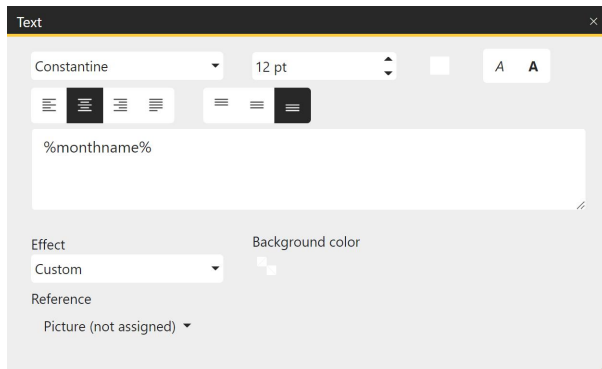 Text
Constantine
12 pt
A A
%monthname%
Effect
Background color
Custom
Reference
Picture (not assigned)